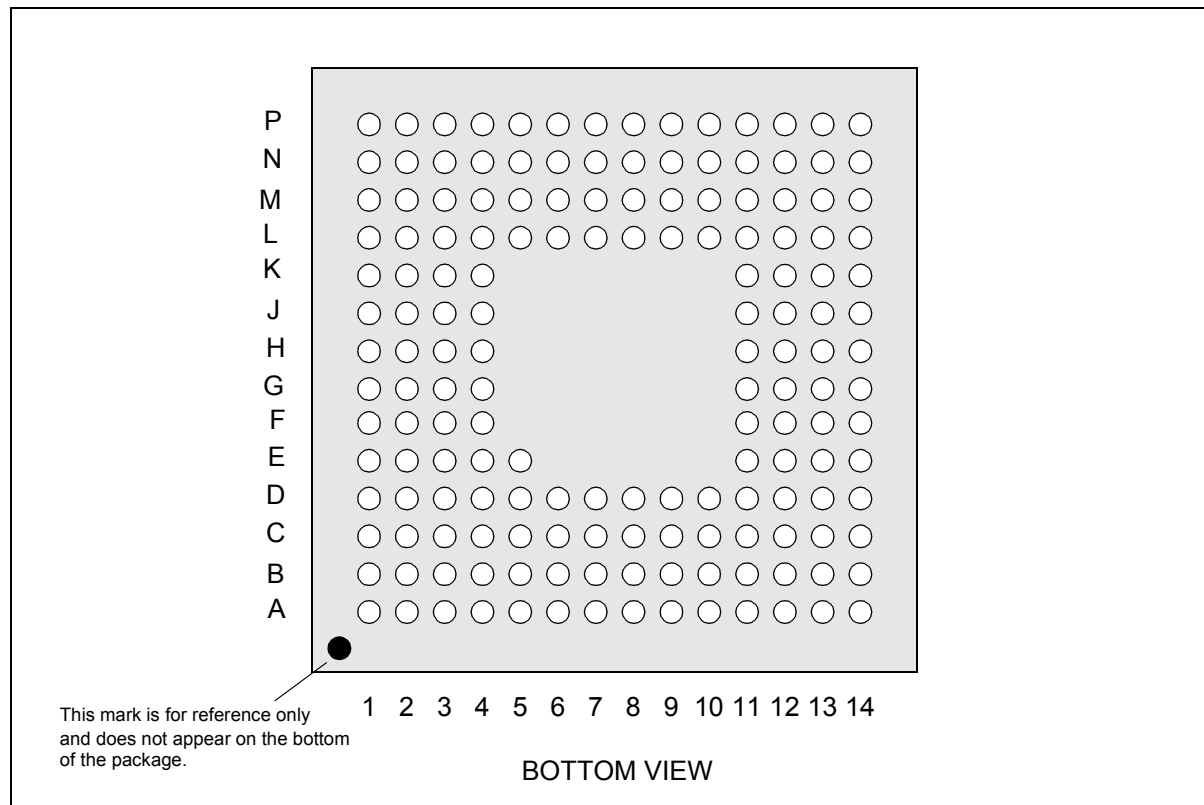 P
N
M
L
K
J
H
G
F
E
D
C
B
A
1 2 3 4 5 6 7 8 9 10 11 12 13 14
This mark is for reference only
and does not appear on the bottom
of the package.
BOTTOM VIEW